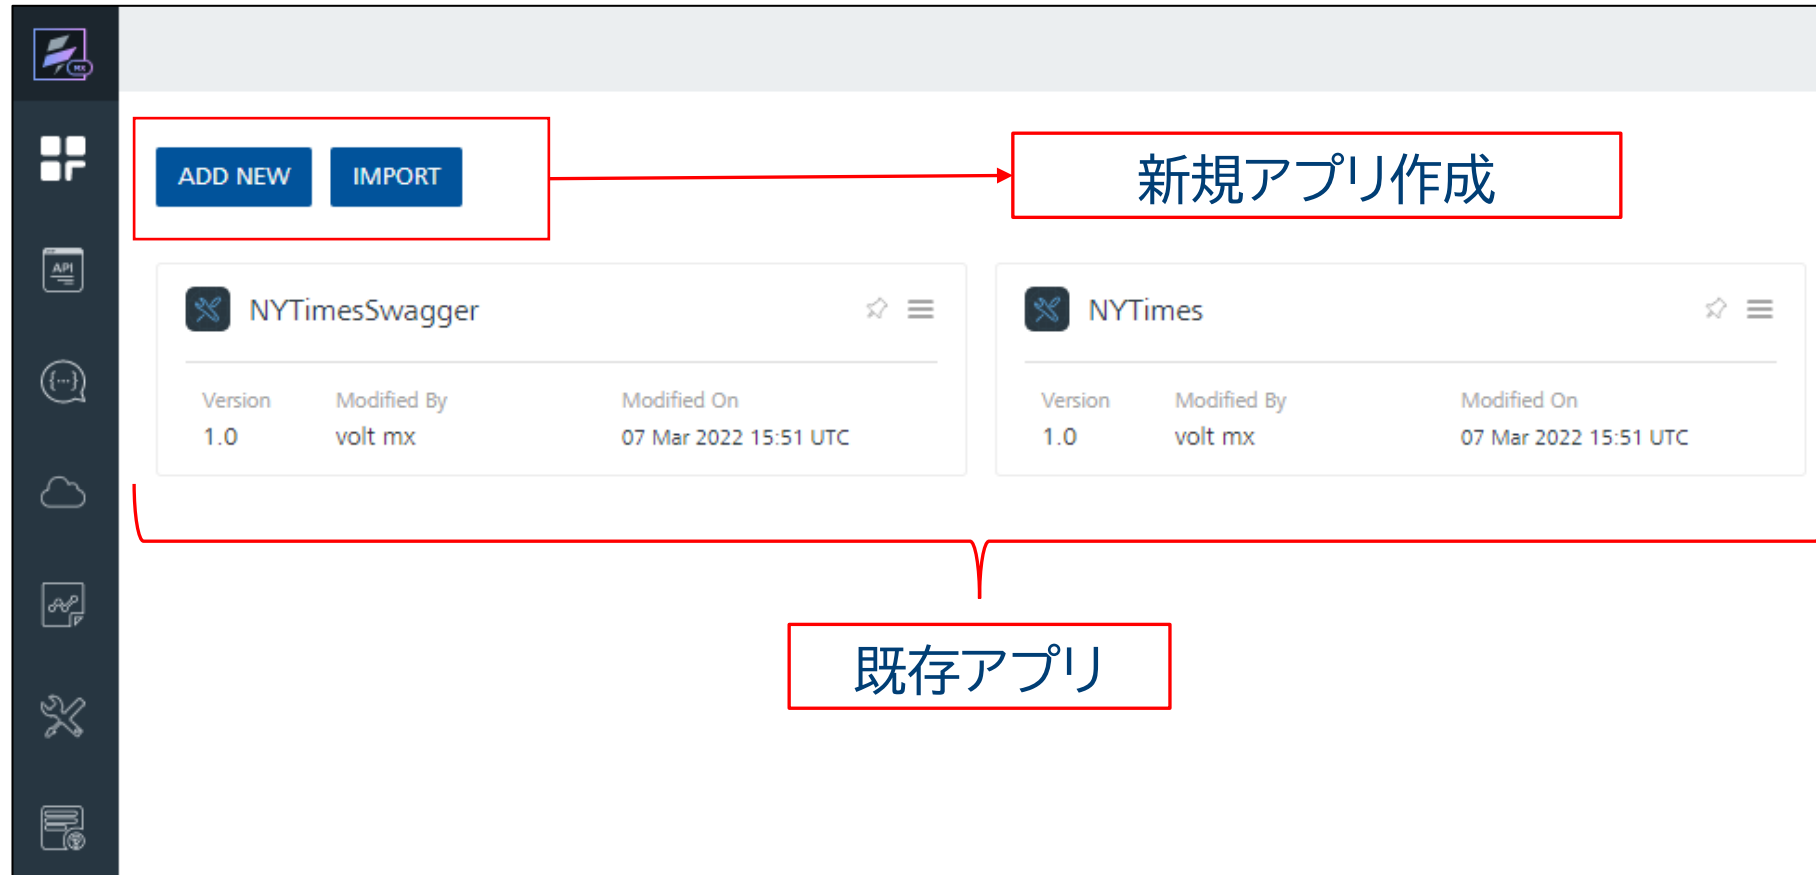 MX
ADD NEW IMPORT
新規アプリ作成
API
NYTimesSwagger
NYTimes
Version Modified By Modified On
1.0 volt mx 07 Mar 2022 15:51 UTC
Version Modified By Modified On
1.0 volt mx 07 Mar 2022 15:51 UTC
{...}
既存アプリ